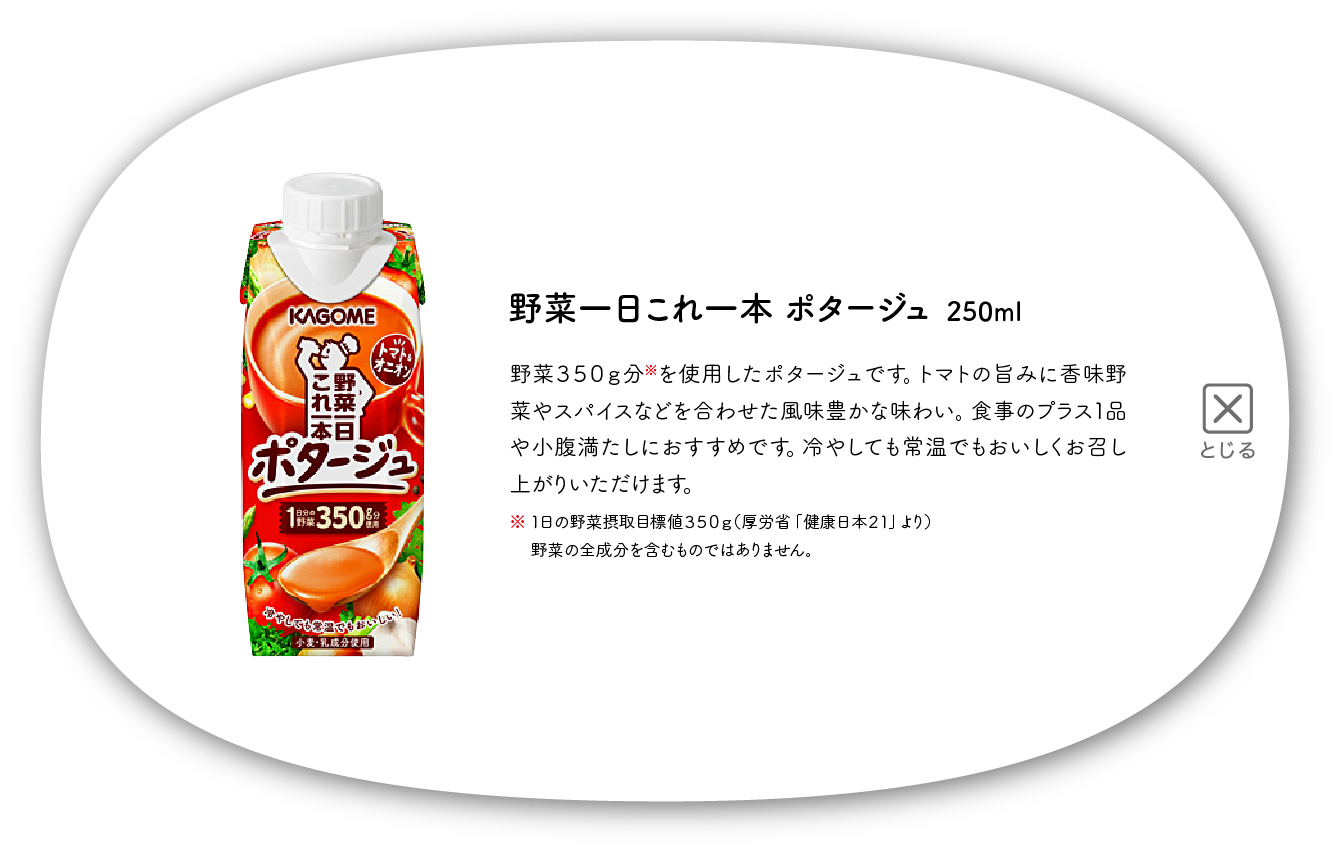 KAGOME
トマト&
オニオン
野菜一日
これ一本
ポタージュ
1日分の野菜350g分使用
冷やしても常温でもおいしい!
小麦・乳成分使用
野菜一日これ一本 ポタージュ 250ml
野菜350g分※を使用したポタージュです。トマトの旨みに香味野
菜やスパイスなどを合わせた風味豊かな味わい。食事のプラス1品
や小腹満たしにおすすめです。冷やしても常温でもおいしくお召し
上がりいただけます。
※ 1日の野菜摂取目標値350g(厚労省「健康日本21」より)
野菜の全成分を含むものではありません。
とじる